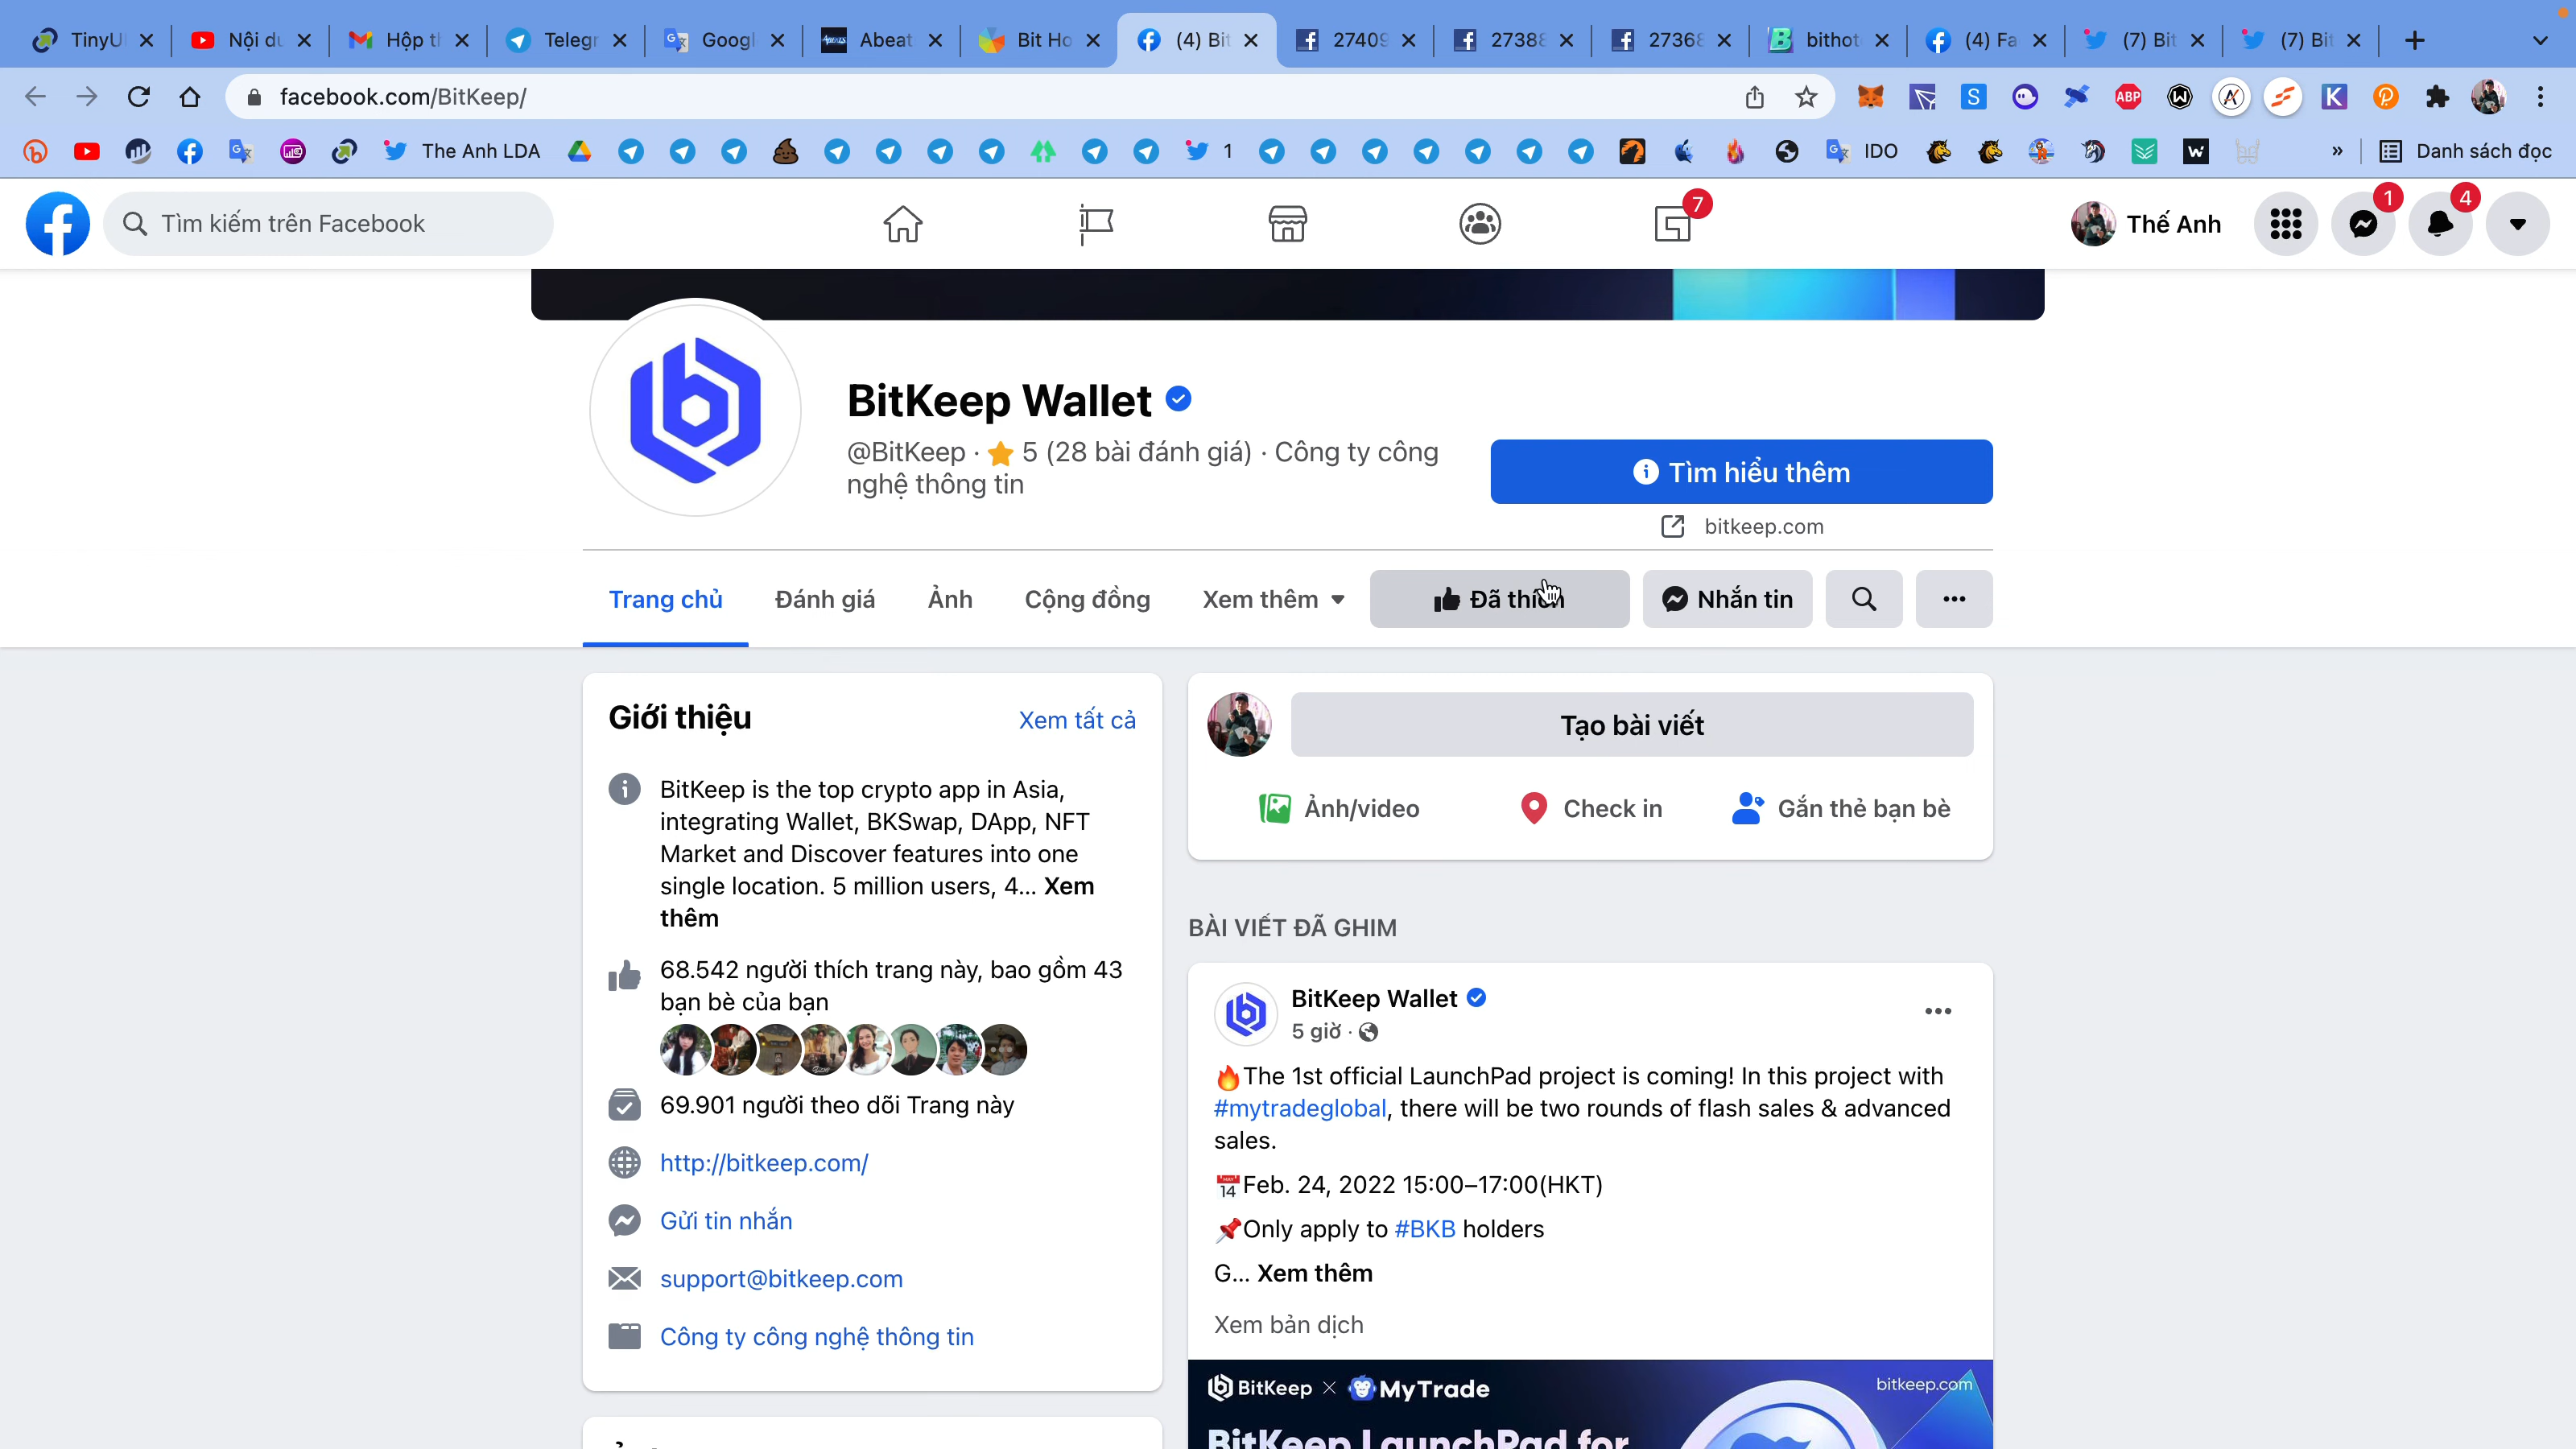 TinyU
Nội du
Hộp th
Telegr
Googl
Abeat
Bit Ho
(4) Bit
27409
27388
27368
bithot
(4) Fa
(7) Bit
(7) Bit
facebook.com/BitKeep/
The Anh LDA
1
IDO
» Danh sách đọc
Tìm kiếm trên Facebook
7
Thế Anh
1
4
BitKeep Wallet
@BitKeep · 5 (28 bài đánh giá) · Công ty công
nghệ thông tin
Tìm hiểu thêm
bitkeep.com
Trang chủ
Đánh giá
Ảnh
Cộng đồng
Xem thêm
Đã thích
Nhắn tin
Giới thiệu
Xem tất cả
BitKeep is the top crypto app in Asia,
integrating Wallet, BKSwap, DApp, NFT
Market and Discover features into one
single location. 5 million users, 4... Xem
thêm
68.542 người thích trang này, bao gồm 43
bạn bè của bạn
69.901 người theo dõi Trang này
http://bitkeep.com/
Gửi tin nhắn
support@bitkeep.com
Công ty công nghệ thông tin
Tạo bài viết
Ảnh/video
Check in
Gắn thẻ bạn bè
BÀI VIẾT ĐÃ GHIM
BitKeep Wallet
5 giờ ·
🔥The 1st official LaunchPad project is coming! In this project with
#mytradeglobal, there will be two rounds of flash sales & advanced
sales.
📅Feb. 24, 2022 15:00–17:00(HKT)
📌Only apply to #BKB holders
G... Xem thêm
Xem bản dịch
BitKeep × MyTrade
bitkeep.com
BitKeep LaunchPad for